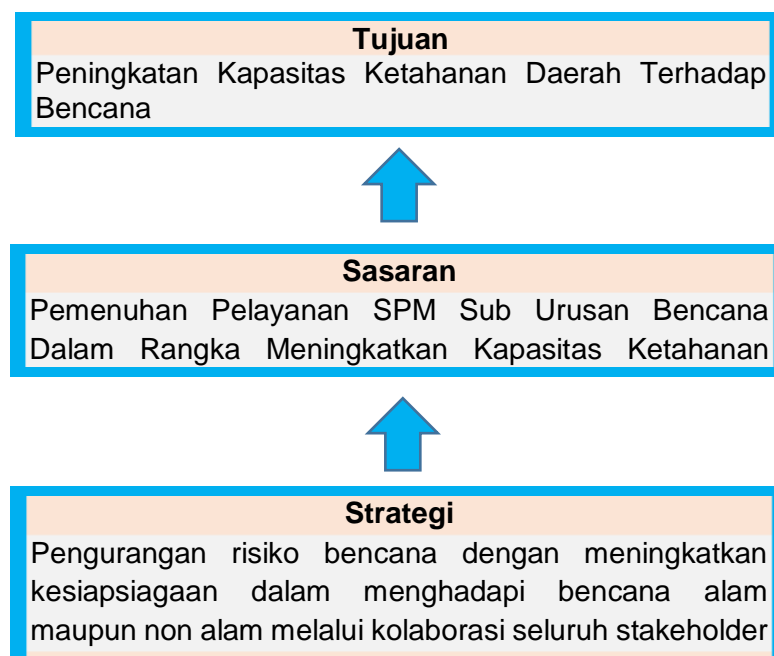 Tujuan
Peningkatan Kapasitas Ketahanan Daerah Terhadap
Bencana
Sasaran
Pemenuhan Pelayanan SPM Sub Urusan Bencana
Dalam Rangka Meningkatkan Kapasitas Ketahanan
Strategi
Pengurangan risiko bencana dengan meningkatkan
kesiapsiagaan dalam menghadapi bencana alam
maupun non alam melalui kolaborasi seluruh stakeholder